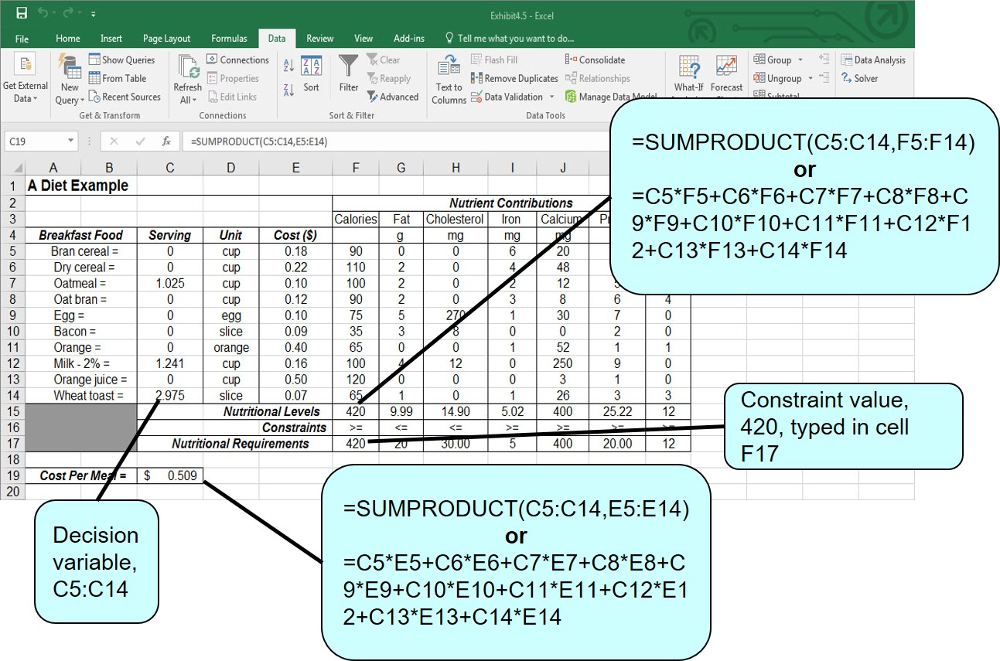 Exhibit4.5 - Excel
File Home Insert Page Layout Formulas Data Review View Add-ins Tell me what you want to do...
Get External Data
New Query
Show Queries
From Table
Recent Sources
Get & Transform
Refresh All
Connections
Properties
Edit Links
Connections
Sort
Filter
Clear
Reapply
Advanced
Sort & Filter
Text to Columns
Flash Fill
Remove Duplicates
Data Validation
Consolidate
Relationships
Manage Data Model
Data Tools
What-If
Forecast
Group
Ungroup
Subtotal
Data Analysis
Solver
C19 fx =SUMPRODUCT(C5:C14,E5:E14)
A B C D E F G H I J
1 A Diet Example
2 Nutrient Contributions
3 Calories Fat Cholesterol Iron Calcium
4 Breakfast Food Serving Unit Cost ($) g mg mg mg
5 Bran cereal = 0 cup 0.18 90 0 0 6 20
6 Dry cereal = 0 cup 0.22 110 2 0 4 48
7 Oatmeal = 1.025 cup 0.10 100 2 0 2 12
8 Oat bran = 0 cup 0.12 90 2 0 3 8 6 4
9 Egg = 0 egg 0.10 75 5 270 1 30 7 0
10 Bacon = 0 slice 0.09 35 3 8 0 0 2 0
11 Orange = 0 orange 0.40 65 0 0 1 52 1 1
12 Milk - 2% = 1.241 cup 0.16 100 4 12 0 250 9 0
13 Orange juice = 0 cup 0.50 120 0 0 0 3 1 0
14 Wheat toast = 2.975 slice 0.07 65 1 0 1 26 3 3
15 Nutritional Levels 420 9.99 14.90 5.02 400 25.22 12
16 Constraints >= <= <= >= >= >= >=
17 Nutritional Requirements 420 20 30.00 5 400 20.00 12
18
19 Cost Per Meal = $ 0.509
20
=SUMPRODUCT(C5:C14,F5:F14)
or
=C5*F5+C6*F6+C7*F7+C8*F8+C
9*F9+C10*F10+C11*F11+C12*F1
2+C13*F13+C14*F14
Constraint value,
420, typed in cell
F17
Decision
variable,
C5:C14
=SUMPRODUCT(C5:C14,E5:E14)
or
=C5*E5+C6*E6+C7*E7+C8*E8+C
9*E9+C10*E10+C11*E11+C12*E1
2+C13*E13+C14*E14